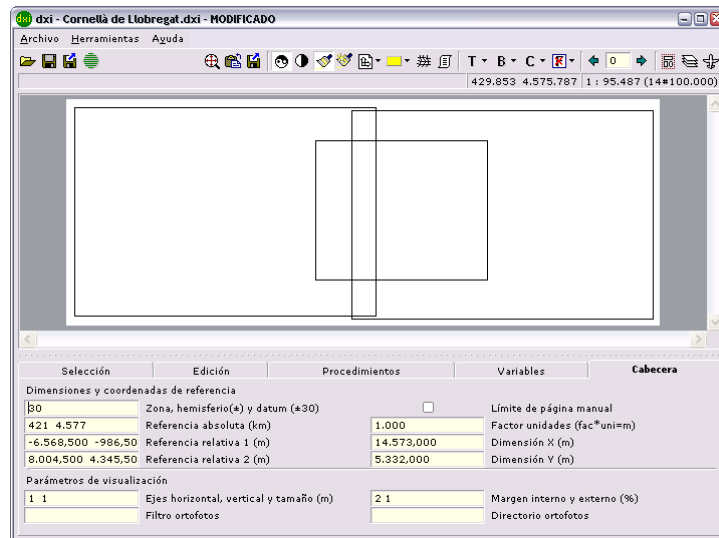 dxi dxi - Cornellà de Llobregat.dxi - MODIFICADO
Archivo Herramientas Ayuda
T B C F 0
429.853 4.575.787 1 : 95.487 (14#100.000)
Selección Edición Procedimientos Variables Cabecera
Dimensiones y coordenadas de referencia
30 Zona, hemisferio(±) y datum (±30) Límite de página manual
421 4.577 Referencia absoluta (km) 1.000 Factor unidades (fac*uni=m)
-6.568,500 -986,50 Referencia relativa 1 (m) 14.573,000 Dimensión X (m)
8.004,500 4.345,50 Referencia relativa 2 (m) 5.332,000 Dimensión Y (m)
Parámetros de visualización
1 1 Ejes horizontal, vertical y tamaño (m) 2 1 Margen interno y externo (%)
Filtro ortofotos Directorio ortofotos